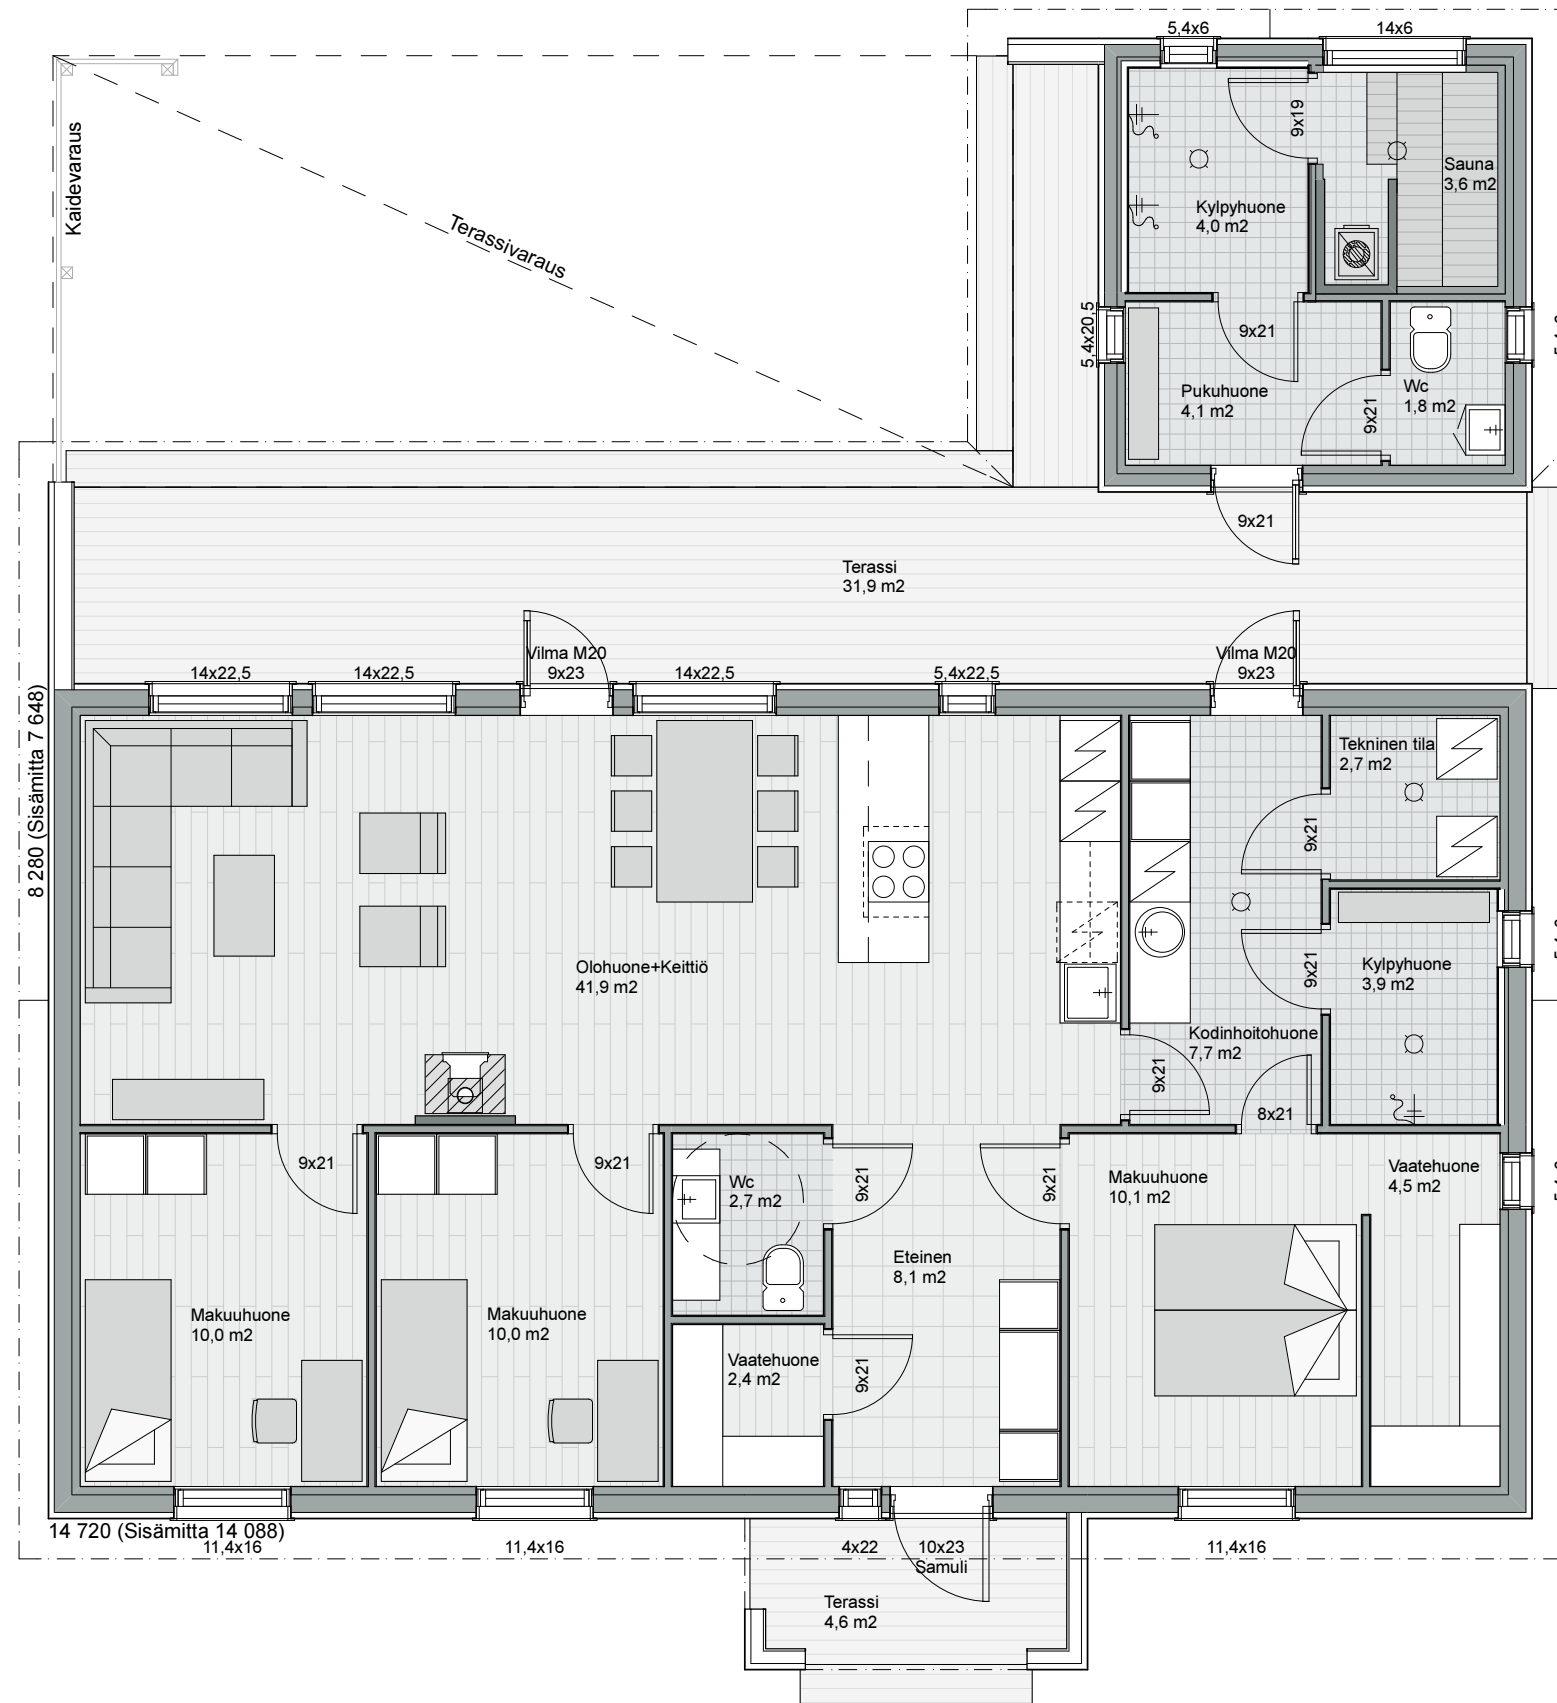 5,4x6
14x6
Kaidevaraus
Terassivaraus
9x19
Sauna
3,6 m2
Kylpyhuone
4,0 m2
5,4x20,5
9x21
Pukuhuone
4,1 m2
Wc
1,8 m2
9x21
9x21
Terassi
31,9 m2
Vilma M20
9x23
Vilma M20
9x23
14x22,5
14x22,5
14x22,5
5,4x22,5
8 280 (Sisämitta 7 648)
Tekninen tila
2,7 m2
9x21
Olohuone+Keittiö
41,9 m2
9x21
Kylpyhuone
3,9 m2
Kodinhoitohuone
7,7 m2
9x21
8x21
9x21
9x21
Wc
2,7 m2
9x21
9x21
Makuuhuone
10,1 m2
Vaatehuone
4,5 m2
Eteinen
8,1 m2
Makuuhuone
10,0 m2
Makuuhuone
10,0 m2
Vaatehuone
2,4 m2
9x21
14 720 (Sisämitta 14 088)
11,4x16
11,4x16
4x22
10x23
Samuli
11,4x16
Terassi
4,6 m2